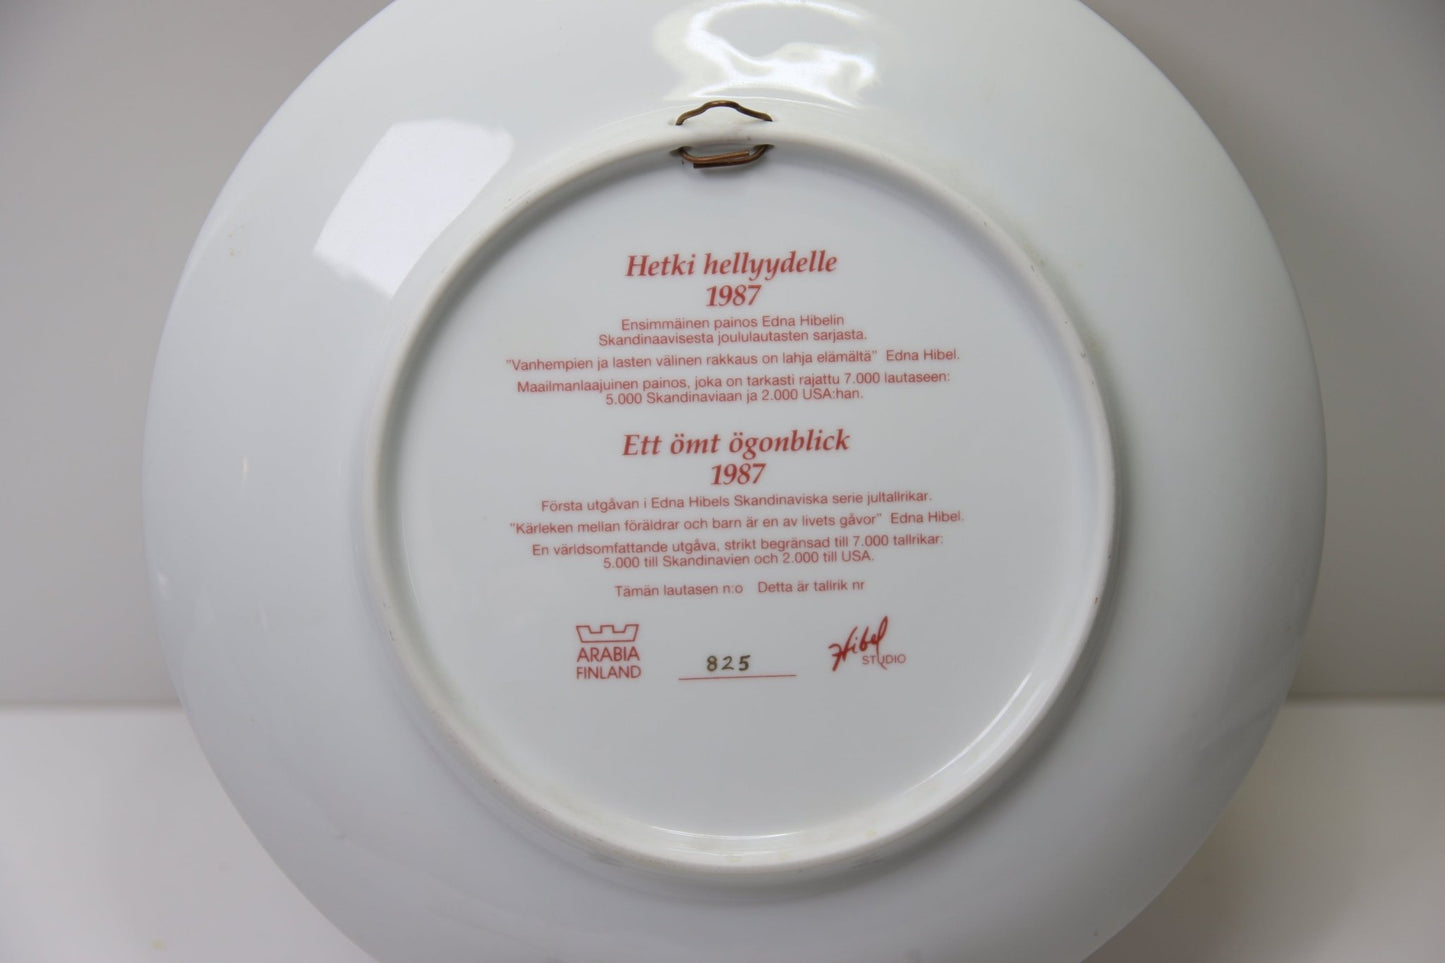 Hetki hellyydelle
1987
Ensimmäinen painos Edna Hibelin
Skandinaavisesta joululautasten sarjasta.
"Vanhempien ja lasten välinen rakkaus on lahja elämältä" Edna Hibel.
Maailmanlaajuinen painos, joka on tarkasti rajattu 7.000 lautaseen:
5.000 Skandinaviaan ja 2.000 USA:han.
Ett ömt ögonblick
1987
Första utgåvan i Edna Hibels Skandinaviska serie jultallrikar.
"Kärleken mellan föräldrar och barn är en av livets gåvor" Edna Hibel.
En världsomfattande utgåva, strikt begränsad till 7.000 tallrikar:
5.000 till Skandinavien och 2.000 till USA.
Tämän lautasen n:o Detta är tallrik nr
ARABIA
FINLAND
825
Hibel
STUDIO